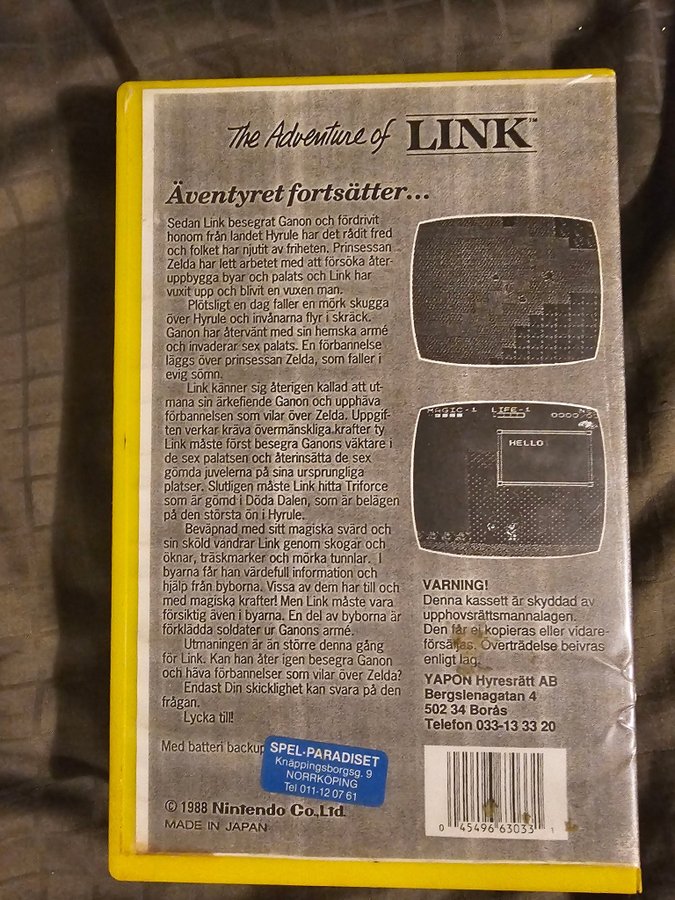 The Adventure of LINK™
Äventyret fortsätter...
Sedan Link besegrat Ganon och fördrivit
honom från landet Hyrule har det rådit fred
och folket har njutit av friheten. Prinsessan
Zelda har lett arbetet med att försöka åter-
uppbygga byar och palats och Link har
vuxit upp och blivit en vuxen man.
Plötsligt en dag faller en mörk skugga
över Hyrule och invånarna flyr i skräck.
Ganon har återvänt med sin hemska armé
och invaderar sex palats. En förbannelse
läggs över prinsessan Zelda, som faller i
evig sömn.
Link känner sig återigen kallad att ut-
mana sin ärkefiende Ganon och upphäva
förbannelsen som vilar över Zelda. Uppgif-
ten verkar kräva övermänskliga krafter ty
Link måste först besegra Ganons väktare i
de sex palatsen och återinsätta de sex
gömda juvelerna på sina ursprungliga
platser. Slutligen måste Link hitta Triforce
som är gömd i Döda Dalen, som är belägen
på den största ön i Hyrule.
Beväpnad med sitt magiska svärd och
sin sköld vandrar Link genom skogar och
öknar, träskmarker och mörka tunnlar. I
byarna får han värdefull information och
hjälp från byborna. Vissa av dem har till och
med magiska krafter! Men Link måste vara
försiktig även i byarna. En del av byborna är
förklädda soldater ur Ganons armé.
Utmaningen är än större denna gång
för Link. Kan han åter igen besegra Ganon
och häva förbannelser som vilar över Zelda?
Endast Din skicklighet kan svara på den
frågan.
Lycka till!
Med batteri backup
SPEL-PARADISET
Knäppingsborgsg. 9
NORRKÖPING
Tel 011-12 07 61
© 1988 Nintendo Co., Ltd.
MADE IN JAPAN
MAGIC-1 LIFE-1
HELLO
VARNING!
Denna kassett är skyddad av
upphovsrättsmannalagen.
Den får ej kopieras eller vidare-
försäljas. Överträdelse beivras
enligt lag.
YAPON Hyresrätt AB
Bergslenagatan 4
502 34 Borås
Telefon 033-13 33 20
0 45496 63033 1